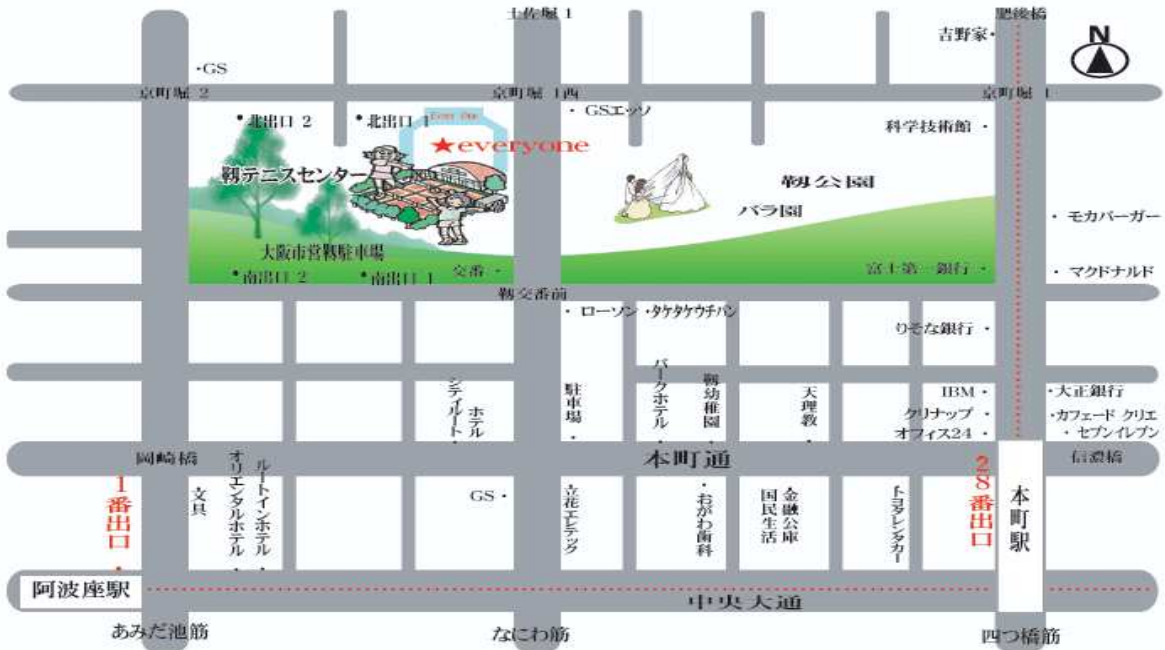 土佐堀 1
肥後橋
吉野家
N
GS
京町堀 2
京町堀 1西
京町堀 1
北出口 2
北出口 1
GSエッソ
科学技術館
★everyone
靱テニスセンター
靱公園
バラ園
モカバーガー
大阪市営靱駐車場
南出口 2
南出口 1
交番
富士第一銀行
マクドナルド
靱交番前
ローソン
タケタケウチパン
りそな銀行
シティルート
ホテル
駐車場
パークホテル
靱幼稚園
天理教
IBM
大正銀行
クリナップ
カフェード クリエ
オフィス24
セブンイレブン
岡崎橋
本町通
信濃橋
1番出口
文具
オリエンタルホテル
ルートインホテル
GS
立花エレテック
おがわ歯科
国民生活
金融公庫
トヨタレンタカー
28番出口
本町駅
阿波座駅
中央大通
あみだ池筋
なにわ筋
四つ橋筋